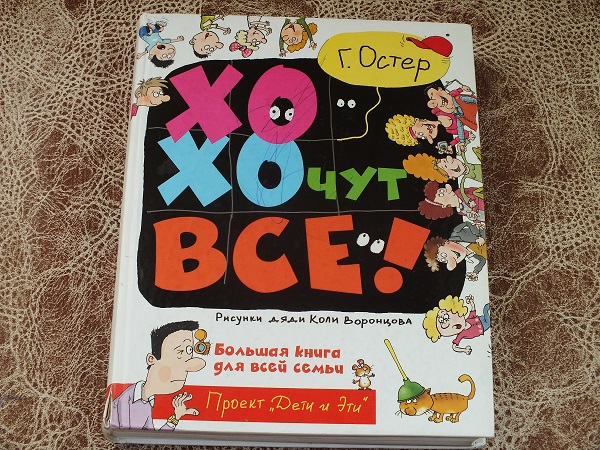 Г. Остер
ХО
ХОчут
ВСЕ!
Рисунки дяди Коли Воронцова
Большая книга
для всей семьи
Проект „Дети и Эти“